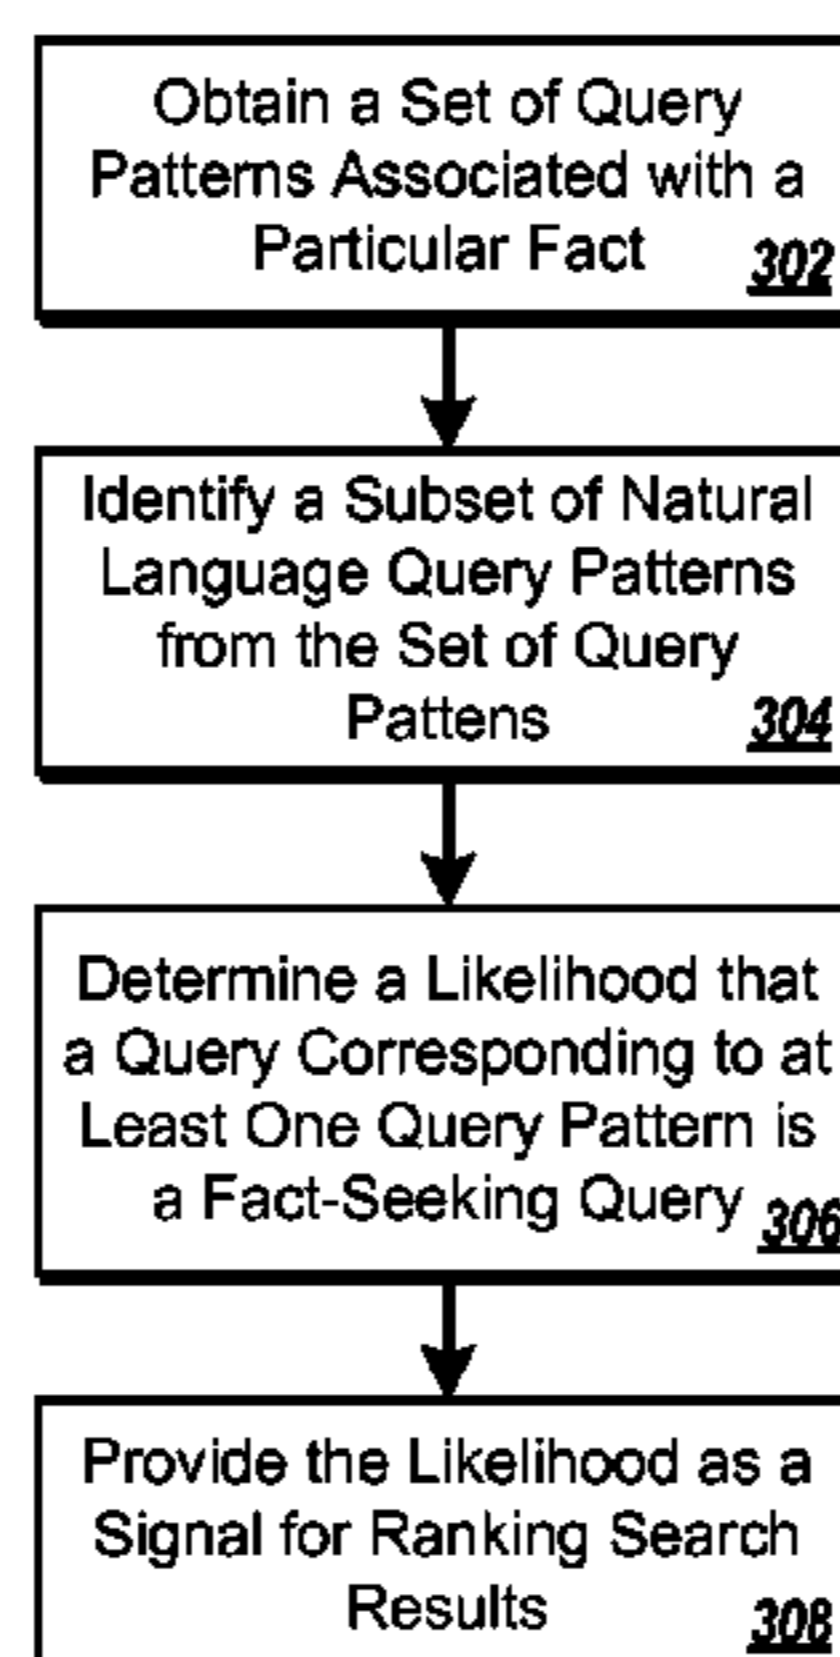 Obtain a Set of Query
Patterns Associated with a
Particular Fact
302
Identify a Subset of Natural
Language Query Patterns
from the Set of Query
Pattens
304
Determine a Likelihood that
a Query Corresponding to at
Least One Query Pattern is
a Fact-Seeking Query
306
Provide the Likelihood as a
Signal for Ranking Search
Results
308